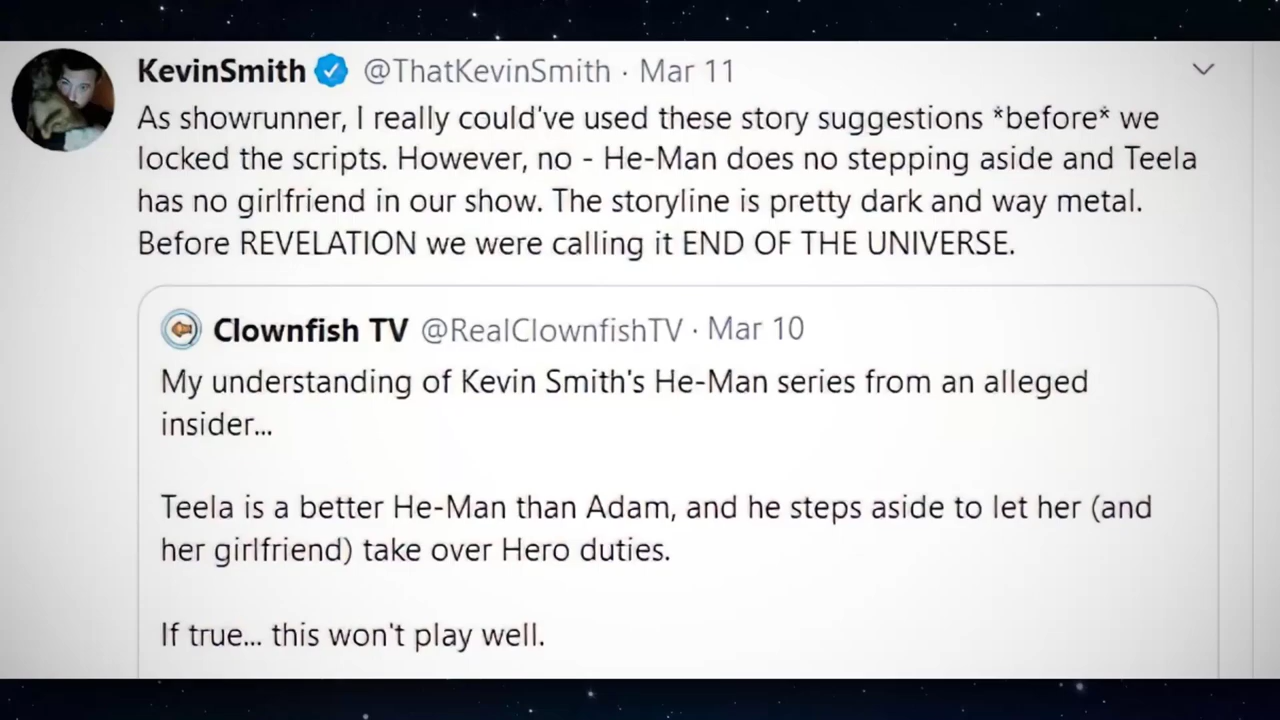 KevinSmith @ThatKevinSmith · Mar 11
As showrunner, I really could've used these story suggestions *before* we
locked the scripts. However, no - He-Man does no stepping aside and Teela
has no girlfriend in our show. The storyline is pretty dark and way metal.
Before REVELATION we were calling it END OF THE UNIVERSE.
Clownfish TV @RealClownfishTV · Mar 10
My understanding of Kevin Smith's He-Man series from an alleged
insider...
Teela is a better He-Man than Adam, and he steps aside to let her (and
her girlfriend) take over Hero duties.
If true... this won't play well.